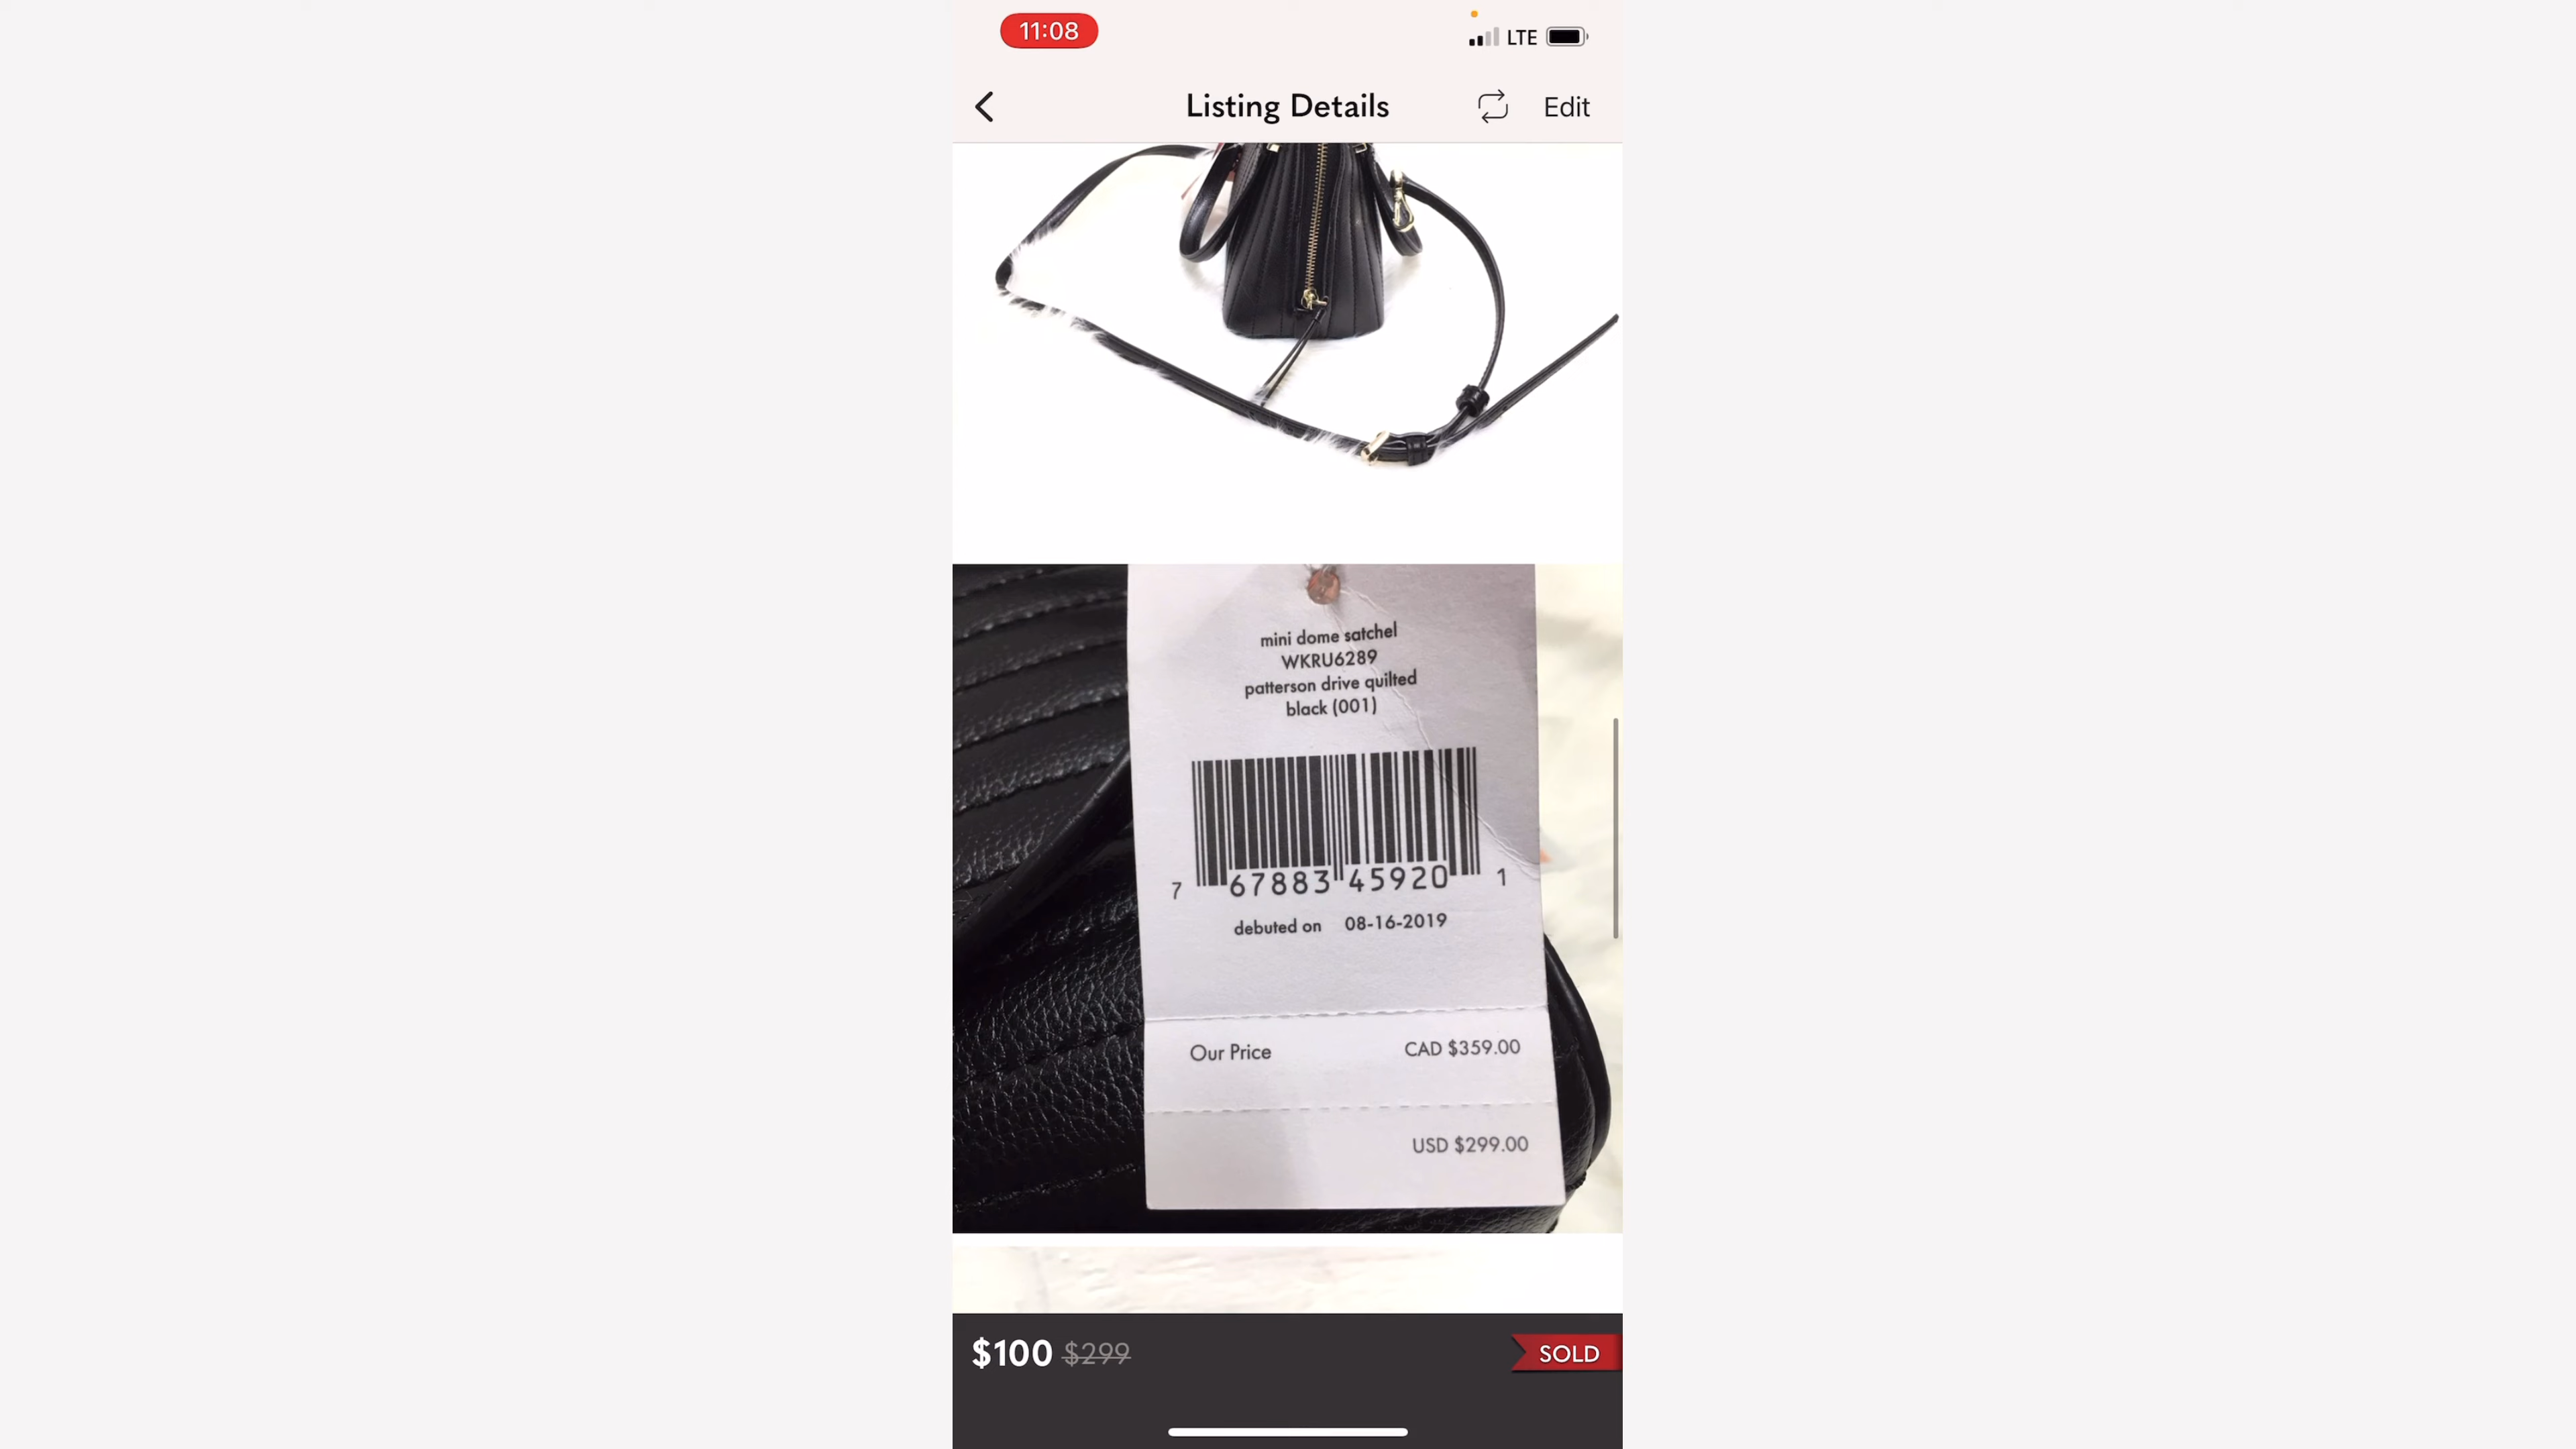 11:08
LTE
Listing Details
Edit
mini dome satchel
WKRU6289
patterson drive quilted
black (001)
7 67883 45920 1
debuted on 08-16-2019
Our Price CAD $359.00
USD $299.00
$100 $299
SOLD